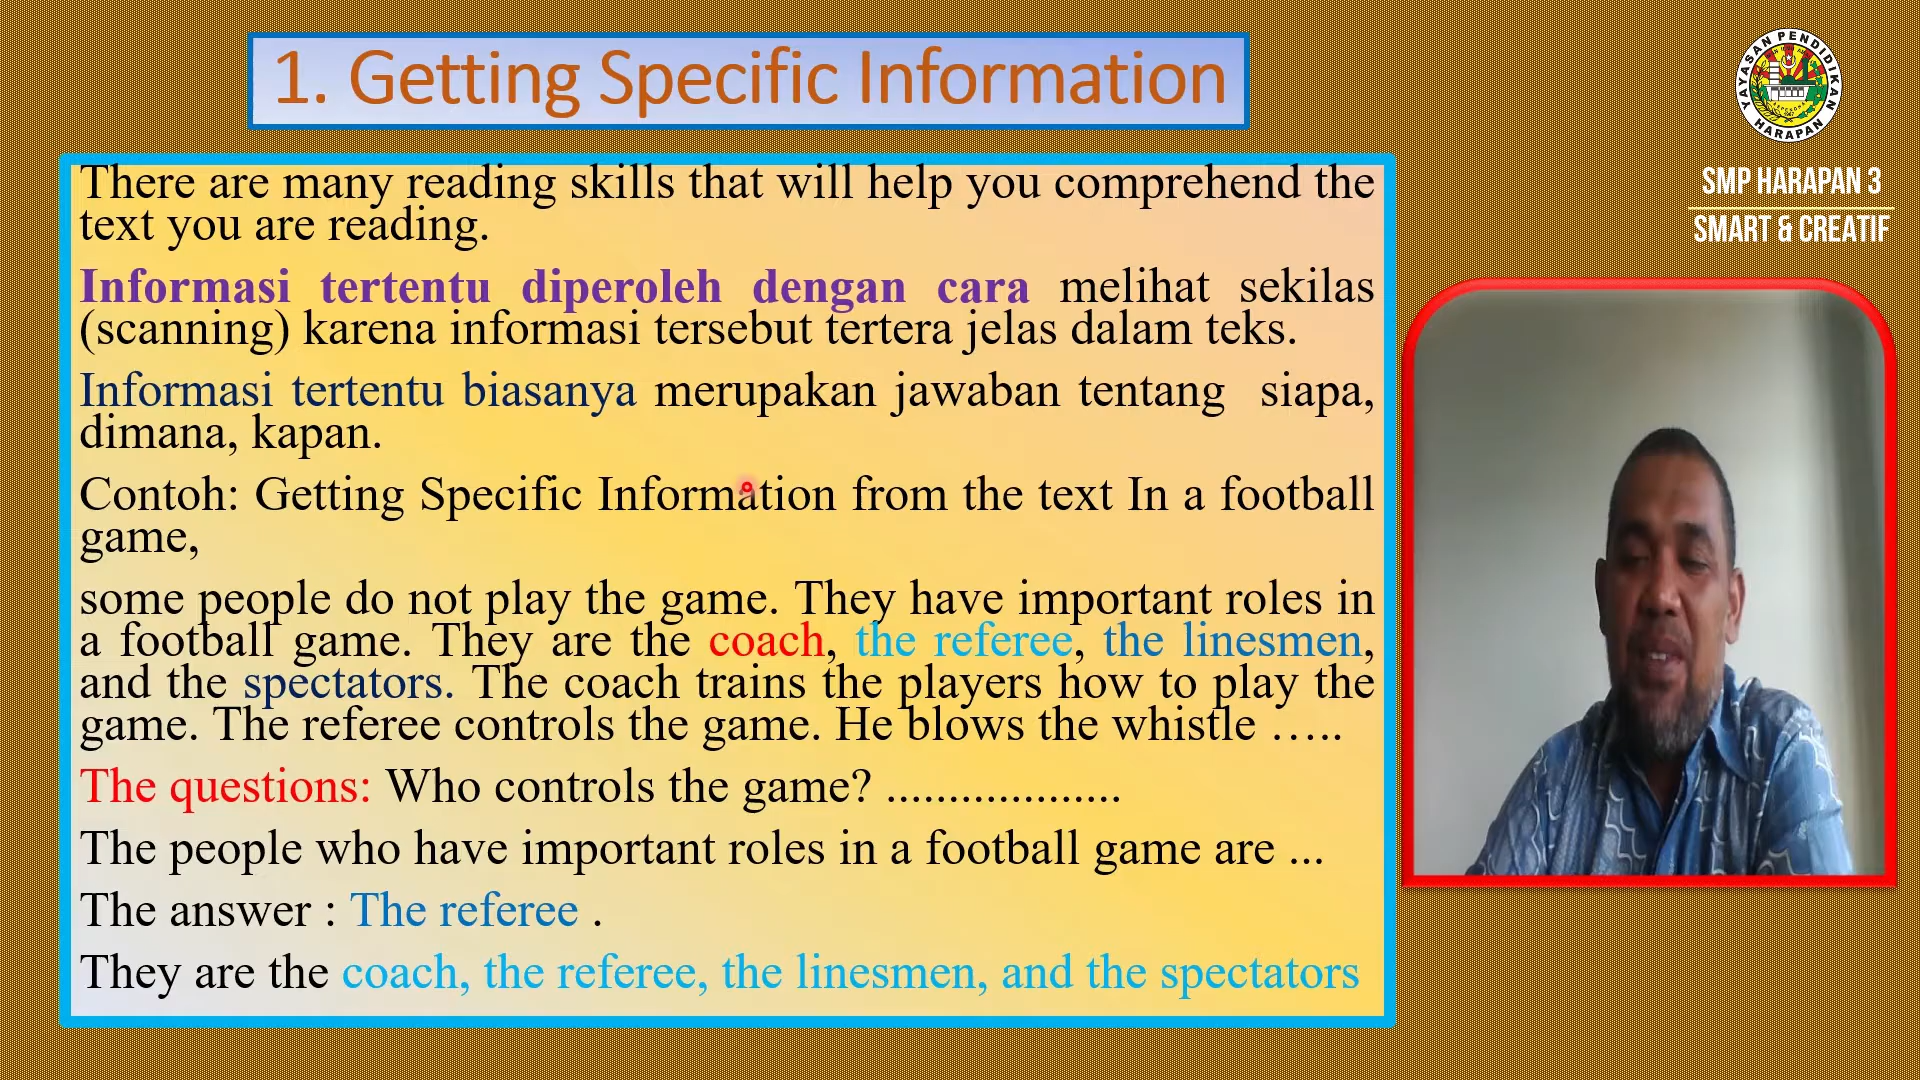 1. Getting Specific Information
YAYASAN PENDIDIKAN
HARAPAN
SMP HARAPAN 3
SMART & CREATIF
There are many reading skills that will help you comprehend the
text you are reading.
Informasi tertentu diperoleh dengan cara melihat sekilas
(scanning) karena informasi tersebut tertera jelas dalam teks.
Informasi tertentu biasanya merupakan jawaban tentang siapa,
dimana, kapan.
Contoh: Getting Specific Information from the text In a football
game,
some people do not play the game. They have important roles in
a football game. They are the coach, the referee, the linesmen,
and the spectators. The coach trains the players how to play the
game. The referee controls the game. He blows the whistle …..
The questions: Who controls the game? ...................
The people who have important roles in a football game are ...
The answer : The referee .
They are the coach, the referee, the linesmen, and the spectators